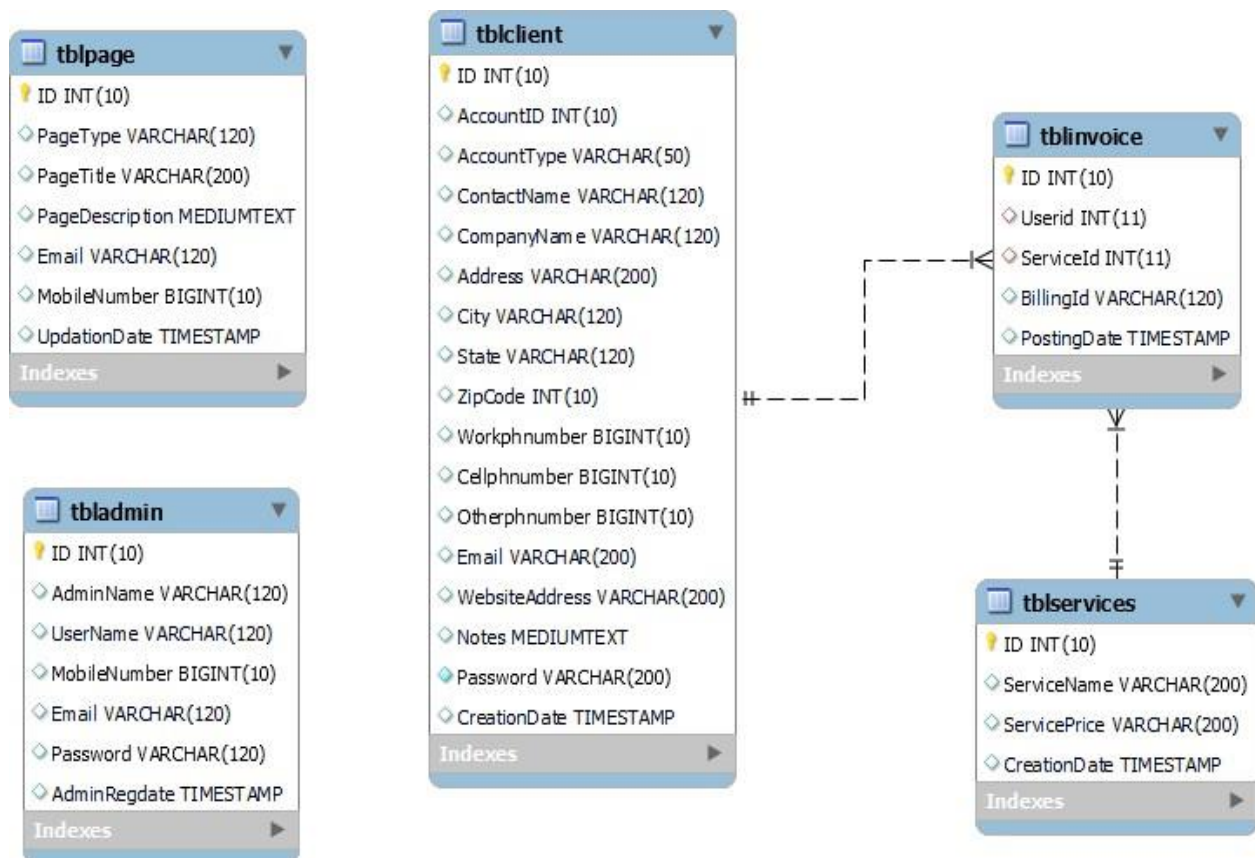 tblpage
ID INT(10)
PageType VARCHAR(120)
PageTitle VARCHAR(200)
PageDescription MEDIUMTEXT
Email VARCHAR(120)
MobileNumber BIGINT(10)
UpdationDate TIMESTAMP
Indexes
tbladmin
ID INT(10)
AdminName VARCHAR(120)
UserName VARCHAR(120)
MobileNumber BIGINT(10)
Email VARCHAR(120)
Password VARCHAR(120)
AdminRegdate TIMESTAMP
Indexes
tblclient
ID INT(10)
AccountID INT(10)
AccountType VARCHAR(50)
ContactName VARCHAR(120)
CompanyName VARCHAR(120)
Address VARCHAR(200)
City VARCHAR(120)
State VARCHAR(120)
ZipCode INT(10)
Workphnumber BIGINT(10)
Cellphnumber BIGINT(10)
Otherphnumber BIGINT(10)
Email VARCHAR(200)
WebsiteAddress VARCHAR(200)
Notes MEDIUMTEXT
Password VARCHAR(200)
CreationDate TIMESTAMP
Indexes
tblinvoice
ID INT(10)
Userid INT(11)
ServiceId INT(11)
BillingId VARCHAR(120)
PostingDate TIMESTAMP
Indexes
tblservices
ID INT(10)
ServiceName VARCHAR(200)
ServicePrice VARCHAR(200)
CreationDate TIMESTAMP
Indexes